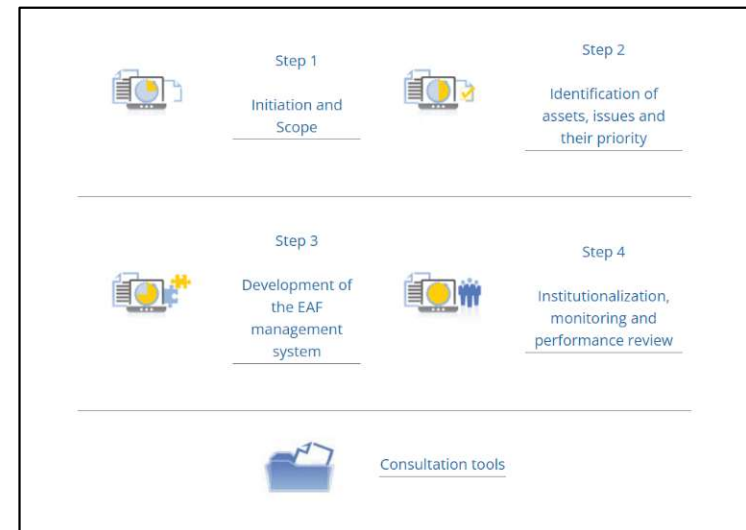 Step 1
Initiation and
Scope
Step 2
Identification of
assets, issues and
their priority
Step 3
Development of
the EAF
management
system
Step 4
Institutionalization,
monitoring and
performance review
Consultation tools